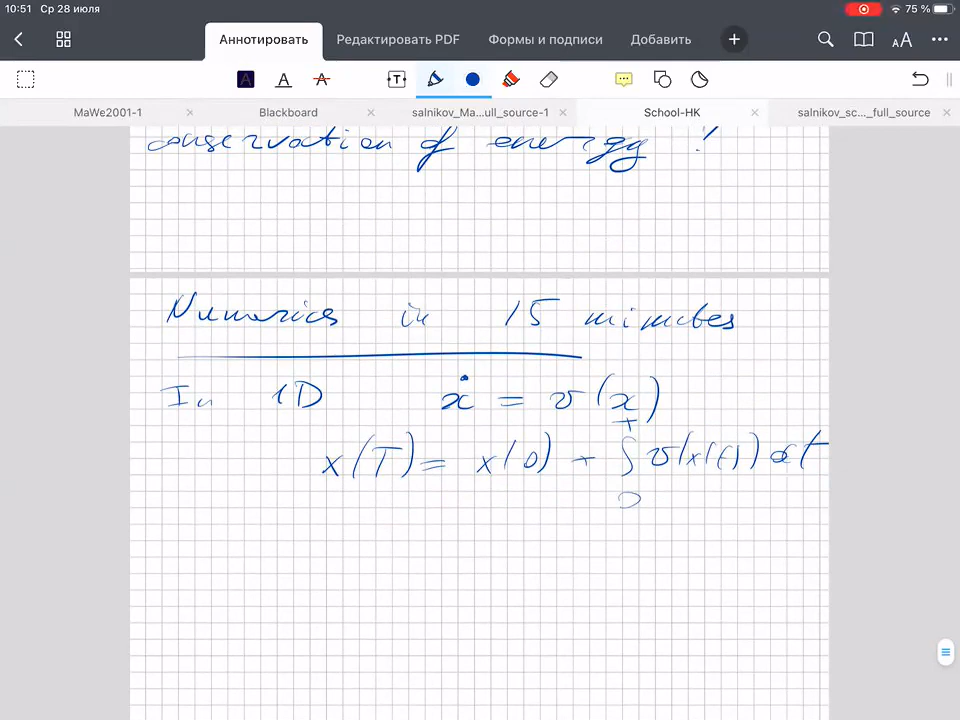 10:51 Ср 28 июля 75 %
Аннотировать Редактировать PDF Формы и подписи Добавить
MaWe2001-1 Blackboard salnikov_Ma...ull_source-1 School-HK salnikov_sc..._full_source
conservation of energy !
Numerics in 15 minutes
In 1D ẋ = v(x)
x(T) = x(0) + ∫₀ᵀ v(x(t)) dt